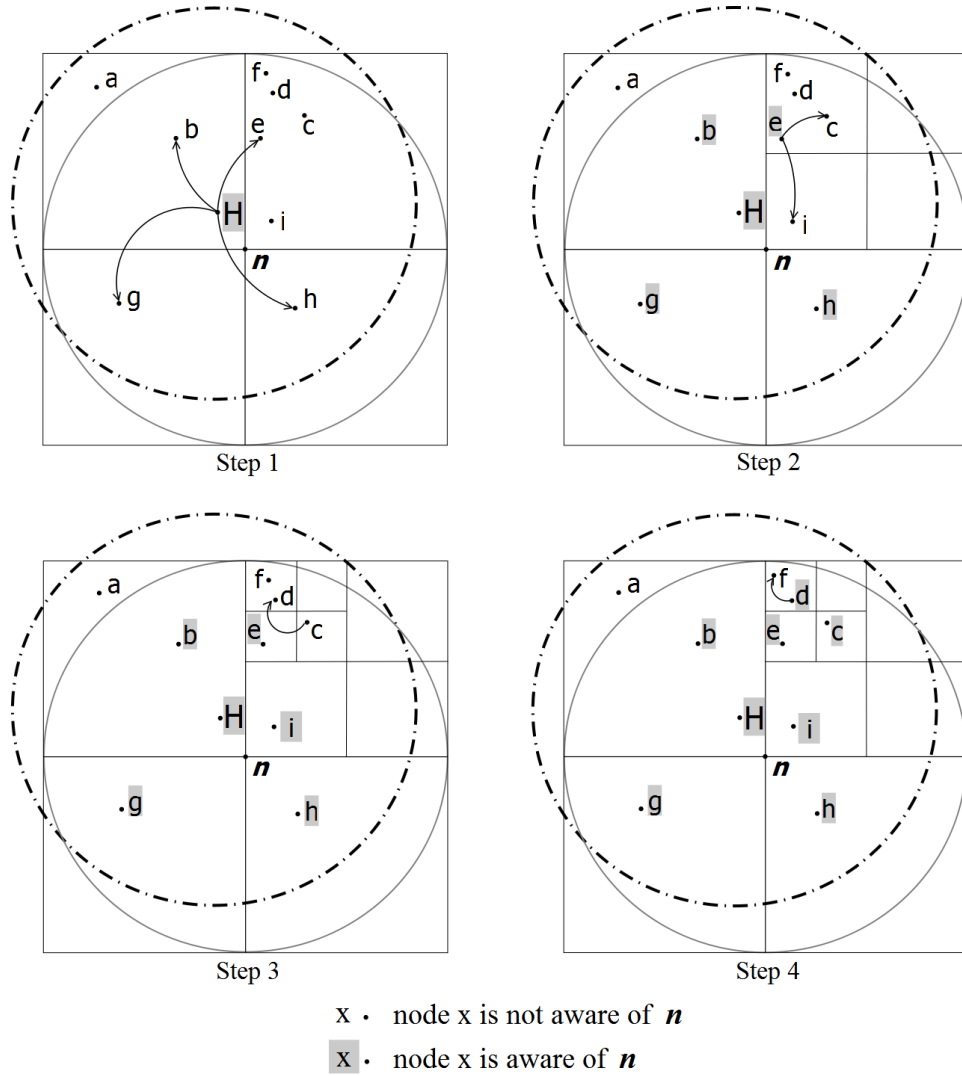 f
a
d
c
b
e
H
i
n
g
h
Step 1
f
a
d
c
e
b
H
i
n
g
h
Step 2
f
a
d
c
e
b
H
i
n
g
h
Step 3
f
a
d
e
c
b
H
i
n
g
h
Step 4
x . node x is not aware of n
x . node x is aware of n